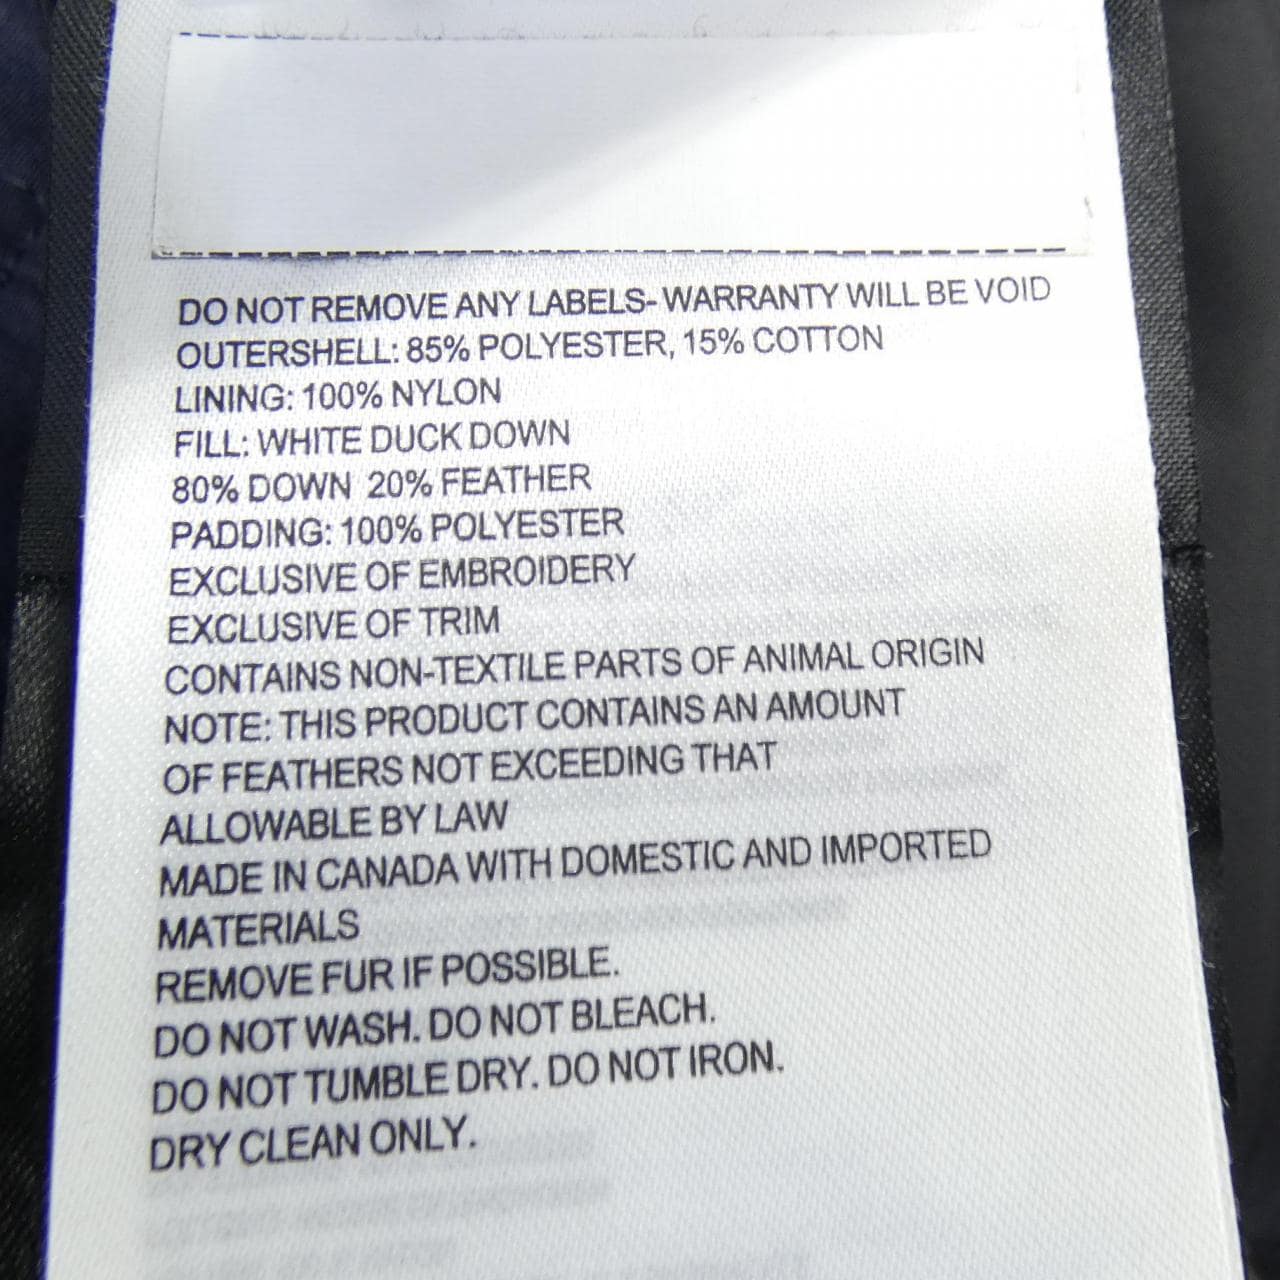 DO NOT REMOVE ANY LABELS- WARRANTY WILL BE VOID
OUTERSHELL: 85% POLYESTER, 15% COTTON
LINING: 100% NYLON
FILL: WHITE DUCK DOWN
80% DOWN 20% FEATHER
PADDING: 100% POLYESTER
EXCLUSIVE OF EMBROIDERY
EXCLUSIVE OF TRIM
CONTAINS NON-TEXTILE PARTS OF ANIMAL ORIGIN
NOTE: THIS PRODUCT CONTAINS AN AMOUNT
OF FEATHERS NOT EXCEEDING THAT
ALLOWABLE BY LAW
MADE IN CANADA WITH DOMESTIC AND IMPORTED
MATERIALS
REMOVE FUR IF POSSIBLE.
DO NOT WASH. DO NOT BLEACH.
DO NOT TUMBLE DRY. DO NOT IRON.
DRY CLEAN ONLY.